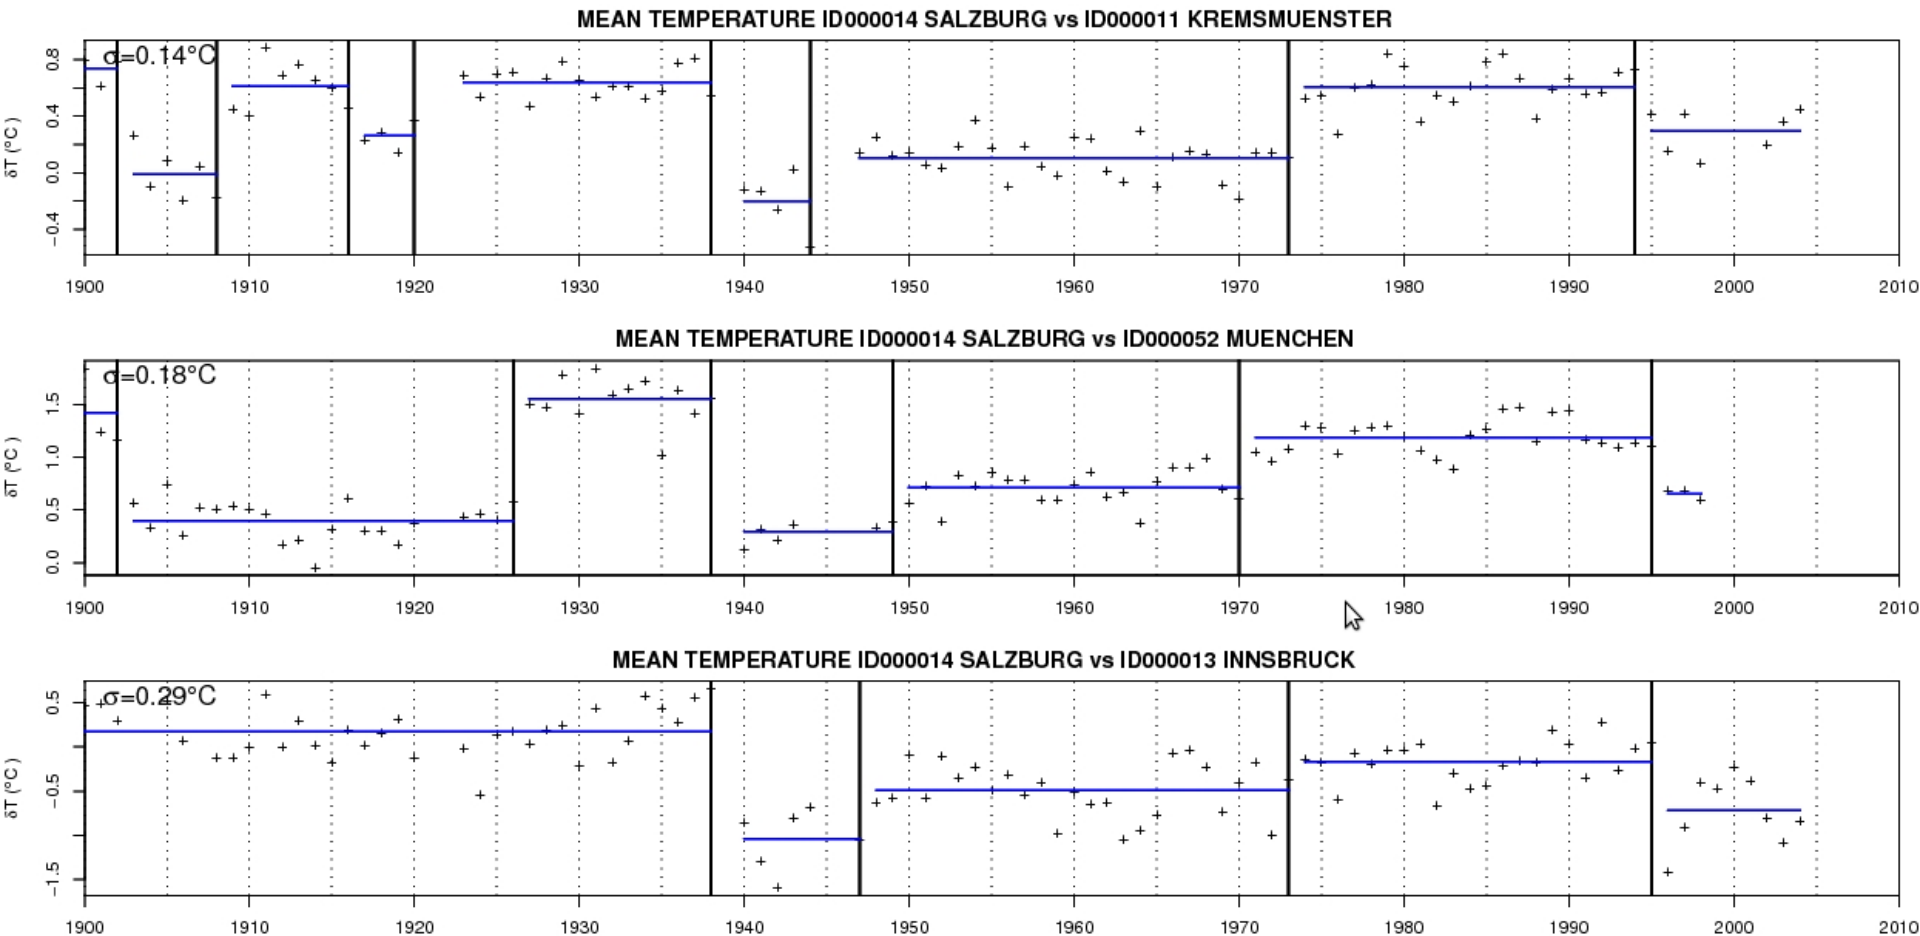 MEAN TEMPERATURE ID000014 SALZBURG vs ID000011 KREMSMUENSTER
σ=0.14°C
δT (°C)
0.8
0.4
0.0
−0.4
1900 1910 1920 1930 1940 1950 1960 1970 1980 1990 2000 2010
MEAN TEMPERATURE ID000014 SALZBURG vs ID000052 MUENCHEN
σ=0.18°C
δT (°C)
1.5
1.0
0.5
0.0
1900 1910 1920 1930 1940 1950 1960 1970 1980 1990 2000 2010
MEAN TEMPERATURE ID000014 SALZBURG vs ID000013 INNSBRUCK
σ=0.29°C
δT (°C)
0.5
−0.5
−1.5
1900 1910 1920 1930 1940 1950 1960 1970 1980 1990 2000 2010